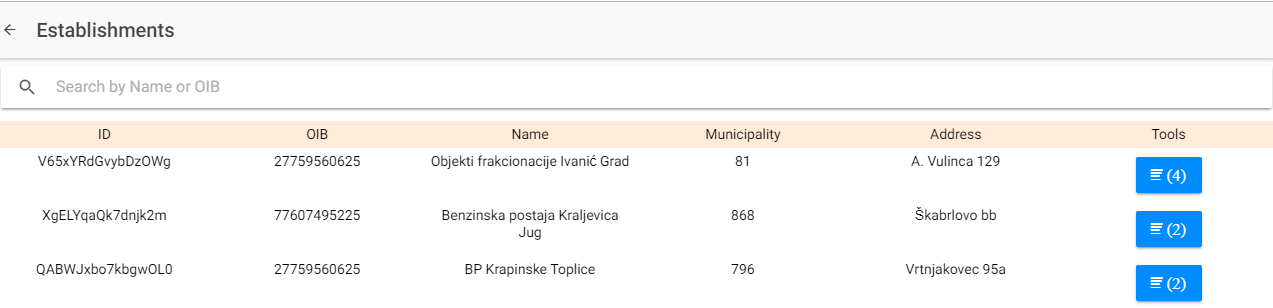 Establishments
Search by Name or OIB
ID OIB Name Municipality Address Tools
V65xYRdGvybDzOWg 27759560625 Objekti frakcionacije Ivanić Grad 81 A. Vulinca 129 (4)
XgELYqaQk7dnjk2m 77607495225 Benzinska postaja Kraljevica 868 Škabrlovo bb (2)
Jug
QABWJxbo7kbgwOL0 27759560625 BP Krapinske Toplice 796 Vrtnjakovec 95a (2)